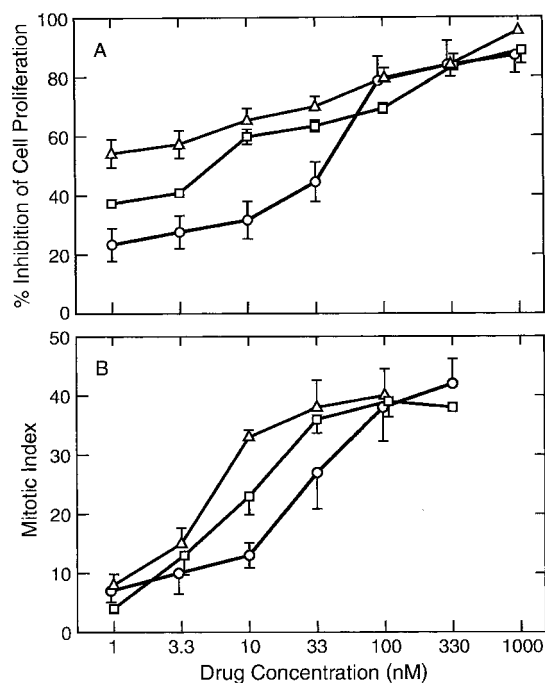 100
A
80
60
40
20
0
% Inhibition of Cell Proliferation
50
B
40
30
20
10
0
Mitotic Index
1 3.3 10 33 100 330 1000
Drug Concentration (nM)